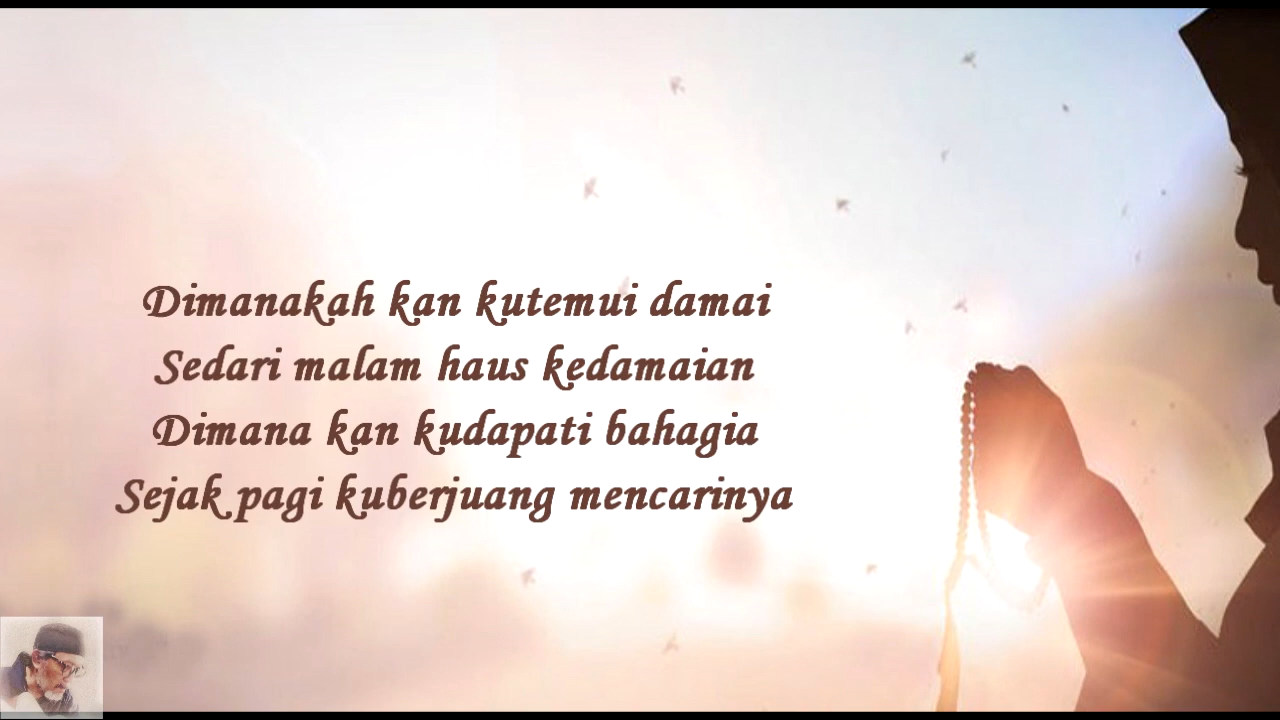 Dimanakah kan kutemui damai
Sedari malam haus kedamaian
Dimana kan kudapati bahagia
Sejak pagi kuberjuang mencarinya